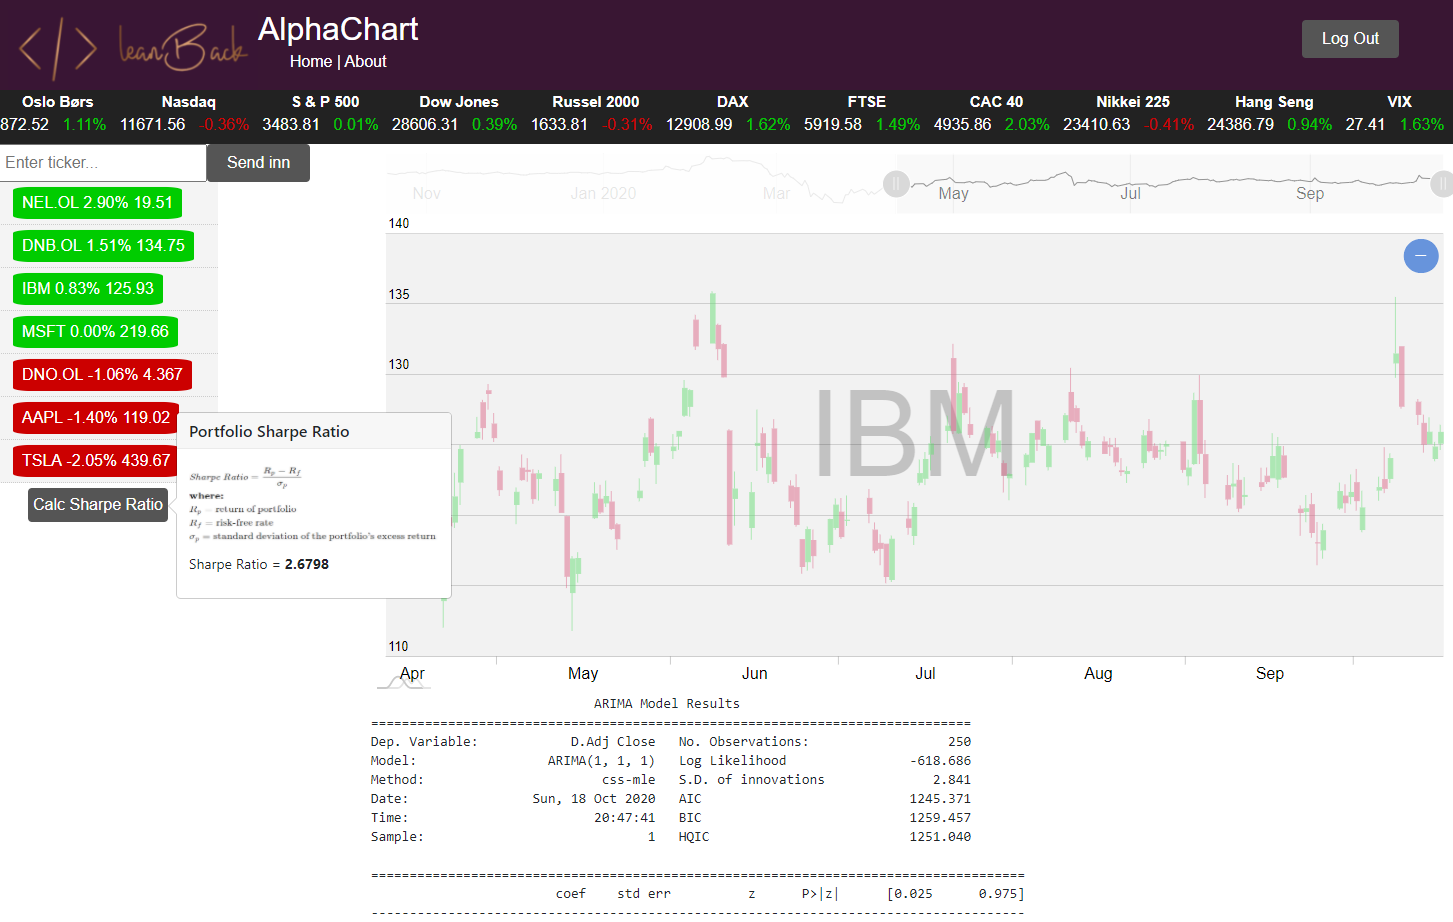 leanBack
AlphaChart
Home | About
Log Out
Oslo Børs Nasdaq S & P 500 Dow Jones Russel 2000 DAX FTSE CAC 40 Nikkei 225 Hang Seng VIX
872.52 1.11% 11671.56 -0.36% 3483.81 0.01% 28606.31 0.39% 1633.81 -0.31% 12908.99 1.62% 5919.58 1.49% 4935.86 2.03% 23410.63 -0.41% 24386.79 0.94% 27.41 1.63%
Enter ticker...
Send inn
NEL.OL 2.90% 19.51
DNB.OL 1.51% 134.75
IBM 0.83% 125.93
MSFT 0.00% 219.66
DNO.OL -1.06% 4.367
AAPL -1.40% 119.02
TSLA -2.05% 439.67
Calc Sharpe Ratio
Portfolio Sharpe Ratio
Sharpe Ratio = Rp − Rf / σp
where:
Rp = return of portfolio
Rf = risk-free rate
σp = standard deviation of the portfolio's excess return
Sharpe Ratio = 2.6798
Nov Jan 2020 Mar May Jul Sep
140
135
130
110
IBM
Apr May Jun Jul Aug Sep
ARIMA Model Results
==============================================================================
Dep. Variable: D.Adj Close No. Observations: 250
Model: ARIMA(1, 1, 1) Log Likelihood -618.686
Method: css-mle S.D. of innovations 2.841
Date: Sun, 18 Oct 2020 AIC 1245.371
Time: 20:47:41 BIC 1259.457
Sample: 1 HQIC 1251.040
=====================================================================================
coef std err z P>|z| [0.025 0.975]
-------------------------------------------------------------------------------------